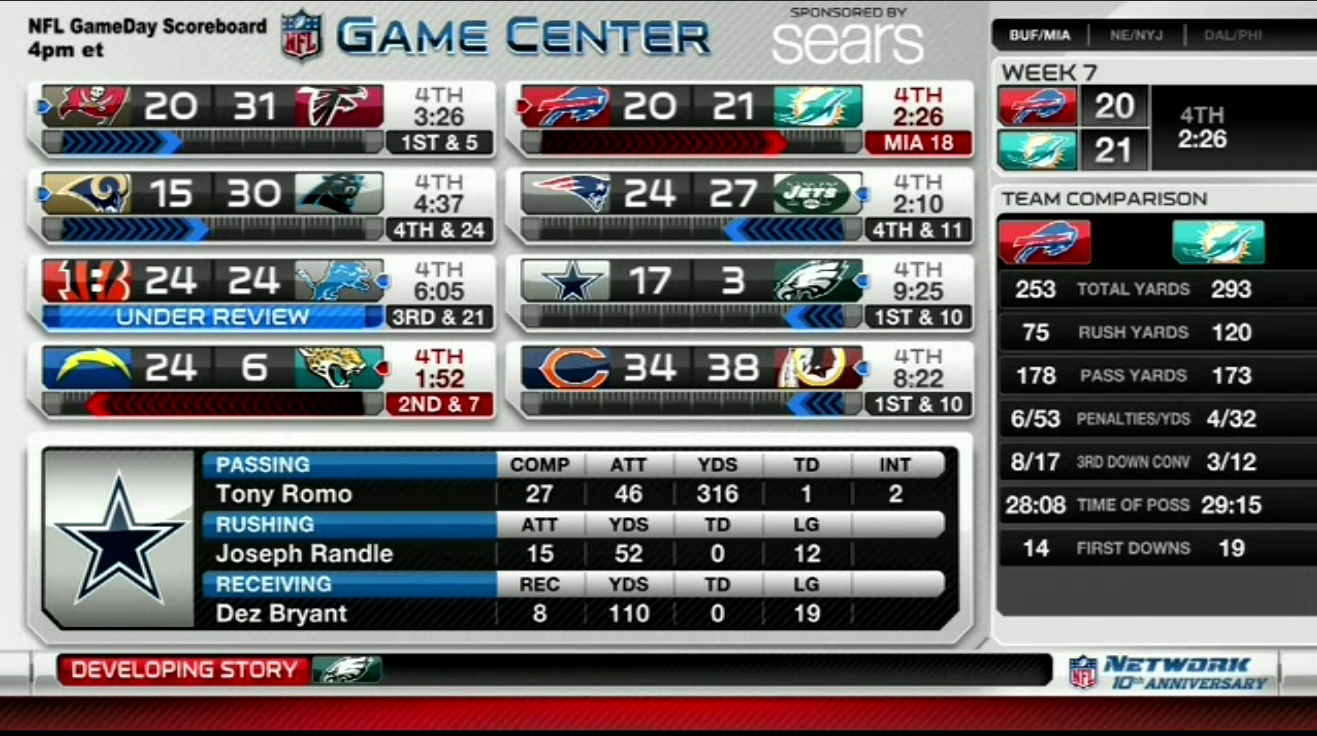 NFL GameDay Scoreboard
4pm et
NFL
GAME CENTER
SPONSORED BY
sears
20 31 4TH 3:26
1ST & 5
20 21 4TH 2:26
MIA 18
15 30 4TH 4:37
4TH & 24
24 27 JETS 4TH 2:10
4TH & 11
24 24 4TH 6:05
UNDER REVIEW 3RD & 21
17 3 4TH 9:25
1ST & 10
24 6 4TH 1:52
2ND & 7
34 38 4TH 8:22
1ST & 10
PASSING COMP ATT YDS TD INT
Tony Romo 27 46 316 1 2
RUSHING ATT YDS TD LG
Joseph Randle 15 52 0 12
RECEIVING REC YDS TD LG
Dez Bryant 8 110 0 19
BUF/MIA NE/NYJ DAL/PHI
WEEK 7
20 4TH
21 2:26
TEAM COMPARISON
253 TOTAL YARDS 293
75 RUSH YARDS 120
178 PASS YARDS 173
6/53 PENALTIES/YDS 4/32
8/17 3RD DOWN CONV 3/12
28:08 TIME OF POSS 29:15
14 FIRST DOWNS 19
DEVELOPING STORY
NFL NETWORK
10th ANNIVERSARY